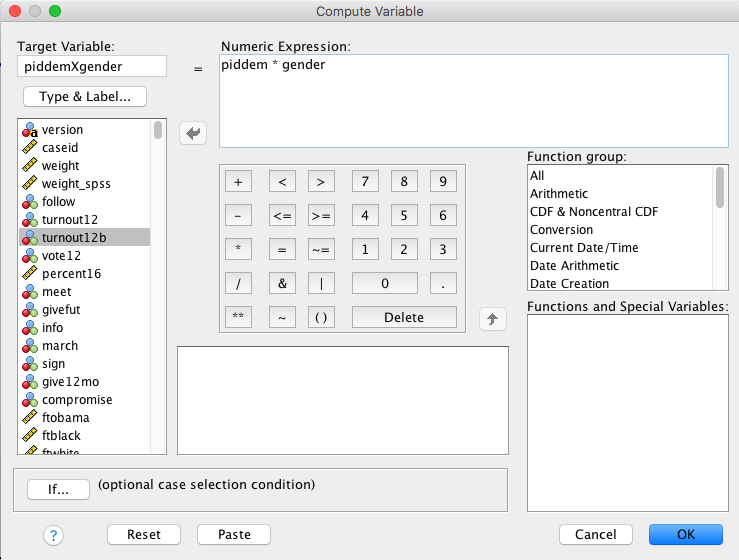 Compute Variable
Target Variable:
piddemXgender
=
Numeric Expression:
piddem * gender
Type & Label...
version
caseid
weight
weight_spss
follow
turnout12
turnout12b
vote12
percent16
meet
givefut
info
march
sign
give12mo
compromise
ftobama
ftblack
ftwhite
+ < > 7 8 9
- <= >= 4 5 6
* = ~= 1 2 3
/ & | 0 .
** ~ ( ) Delete
Function group:
All
Arithmetic
CDF & Noncentral CDF
Conversion
Current Date/Time
Date Arithmetic
Date Creation
Functions and Special Variables:
If... (optional case selection condition)
? Reset Paste Cancel OK